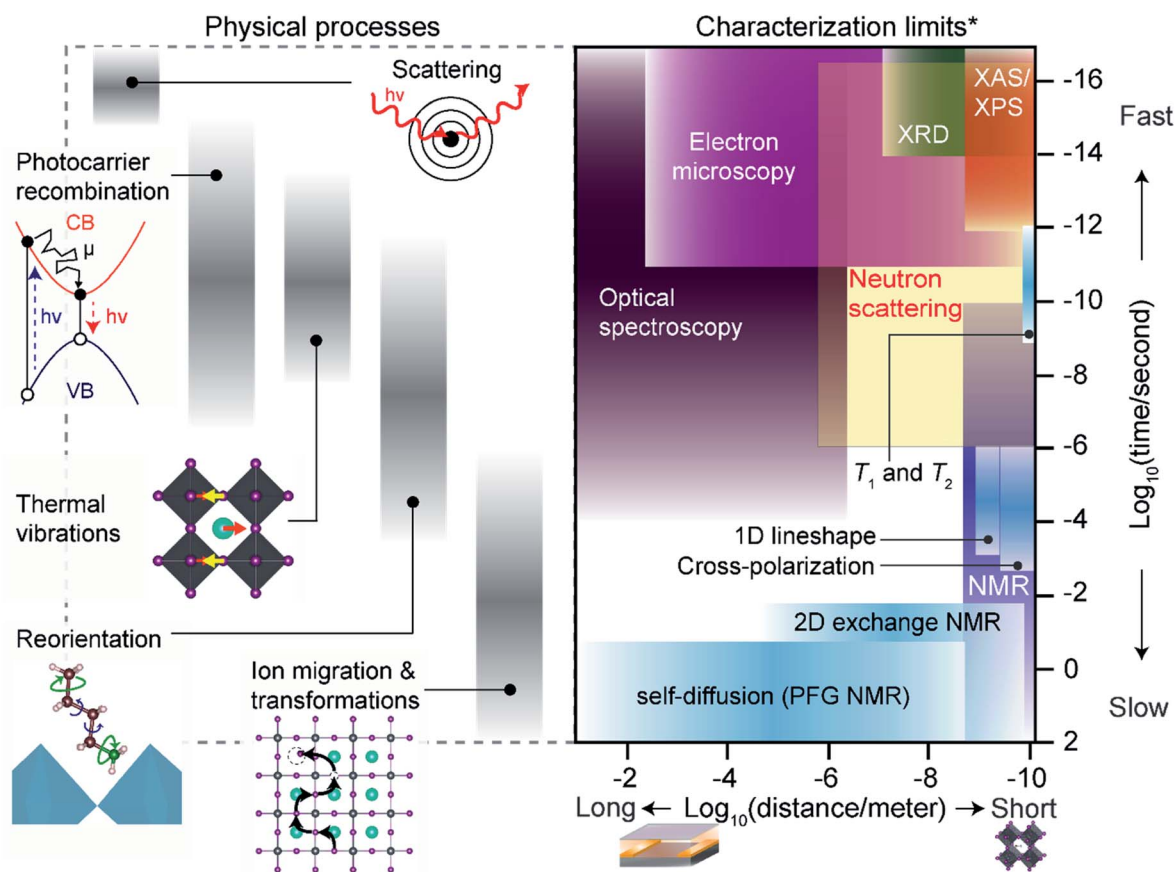 Physical processes
Scattering
hν
Photocarrier
recombination
CB
μ
hν
hν
VB
Thermal
vibrations
Reorientation
Ion migration &
transformations
Characterization limits*
XAS/
XPS
XRD
Electron
microscopy
Neutron
scattering
Optical
spectroscopy
T1 and T2
1D lineshape
Cross-polarization
NMR
2D exchange NMR
self-diffusion (PFG NMR)
-16
-14
-12
-10
-8
-6
-4
-2
0
2
Fast
Log10(time/second)
Slow
-2
-4
-6
-8
-10
Long
Log10(distance/meter)
Short